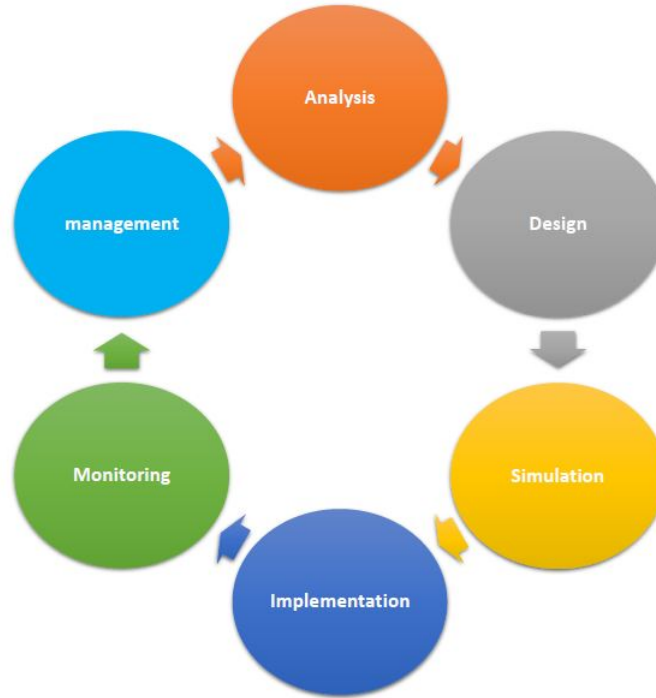 Analysis
Design
Simulation
Implementation
Monitoring
management